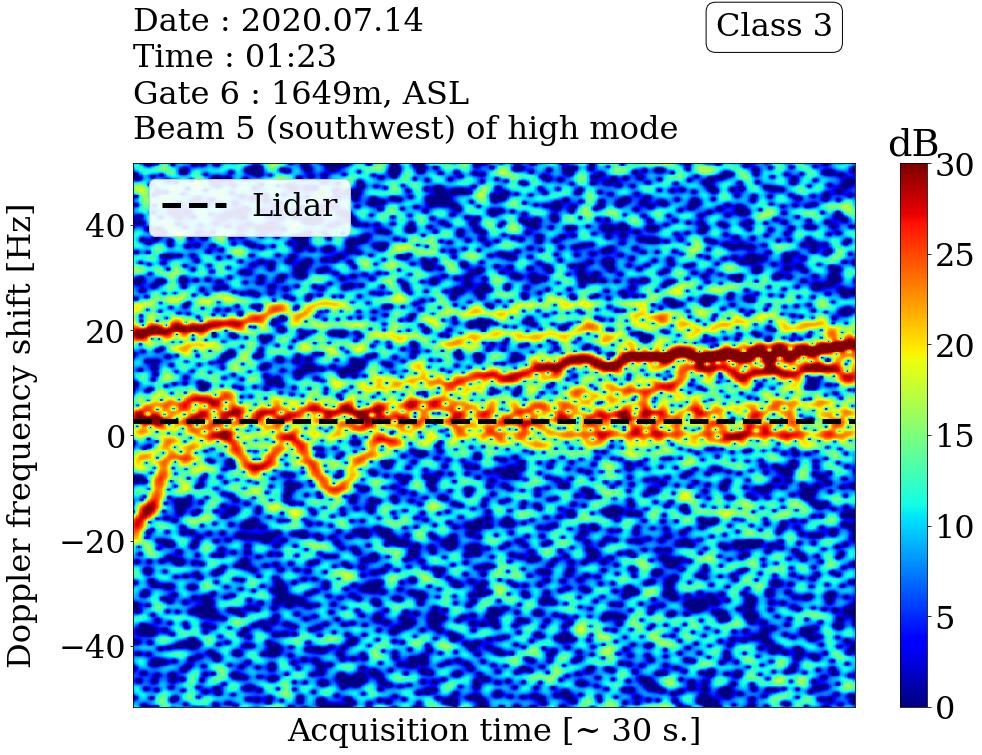 Date : 2020.07.14
Time : 01:23
Gate 6 : 1649m, ASL
Beam 5 (southwest) of high mode
Class 3
Lidar
Doppler frequency shift [Hz]
40
20
0
−20
−40
Acquisition time [~ 30 s.]
dB
30
25
20
15
10
5
0